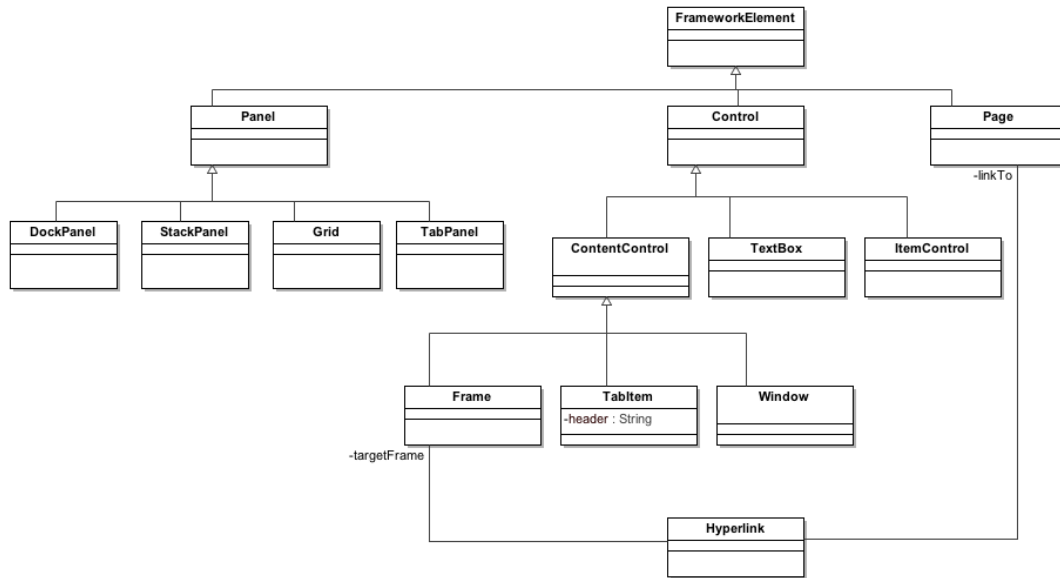 FrameworkElement
Panel
Control
Page
-linkTo
DockPanel
StackPanel
Grid
TabPanel
ContentControl
TextBox
ItemControl
Frame
TabItem
Window
-header : String
-targetFrame
Hyperlink